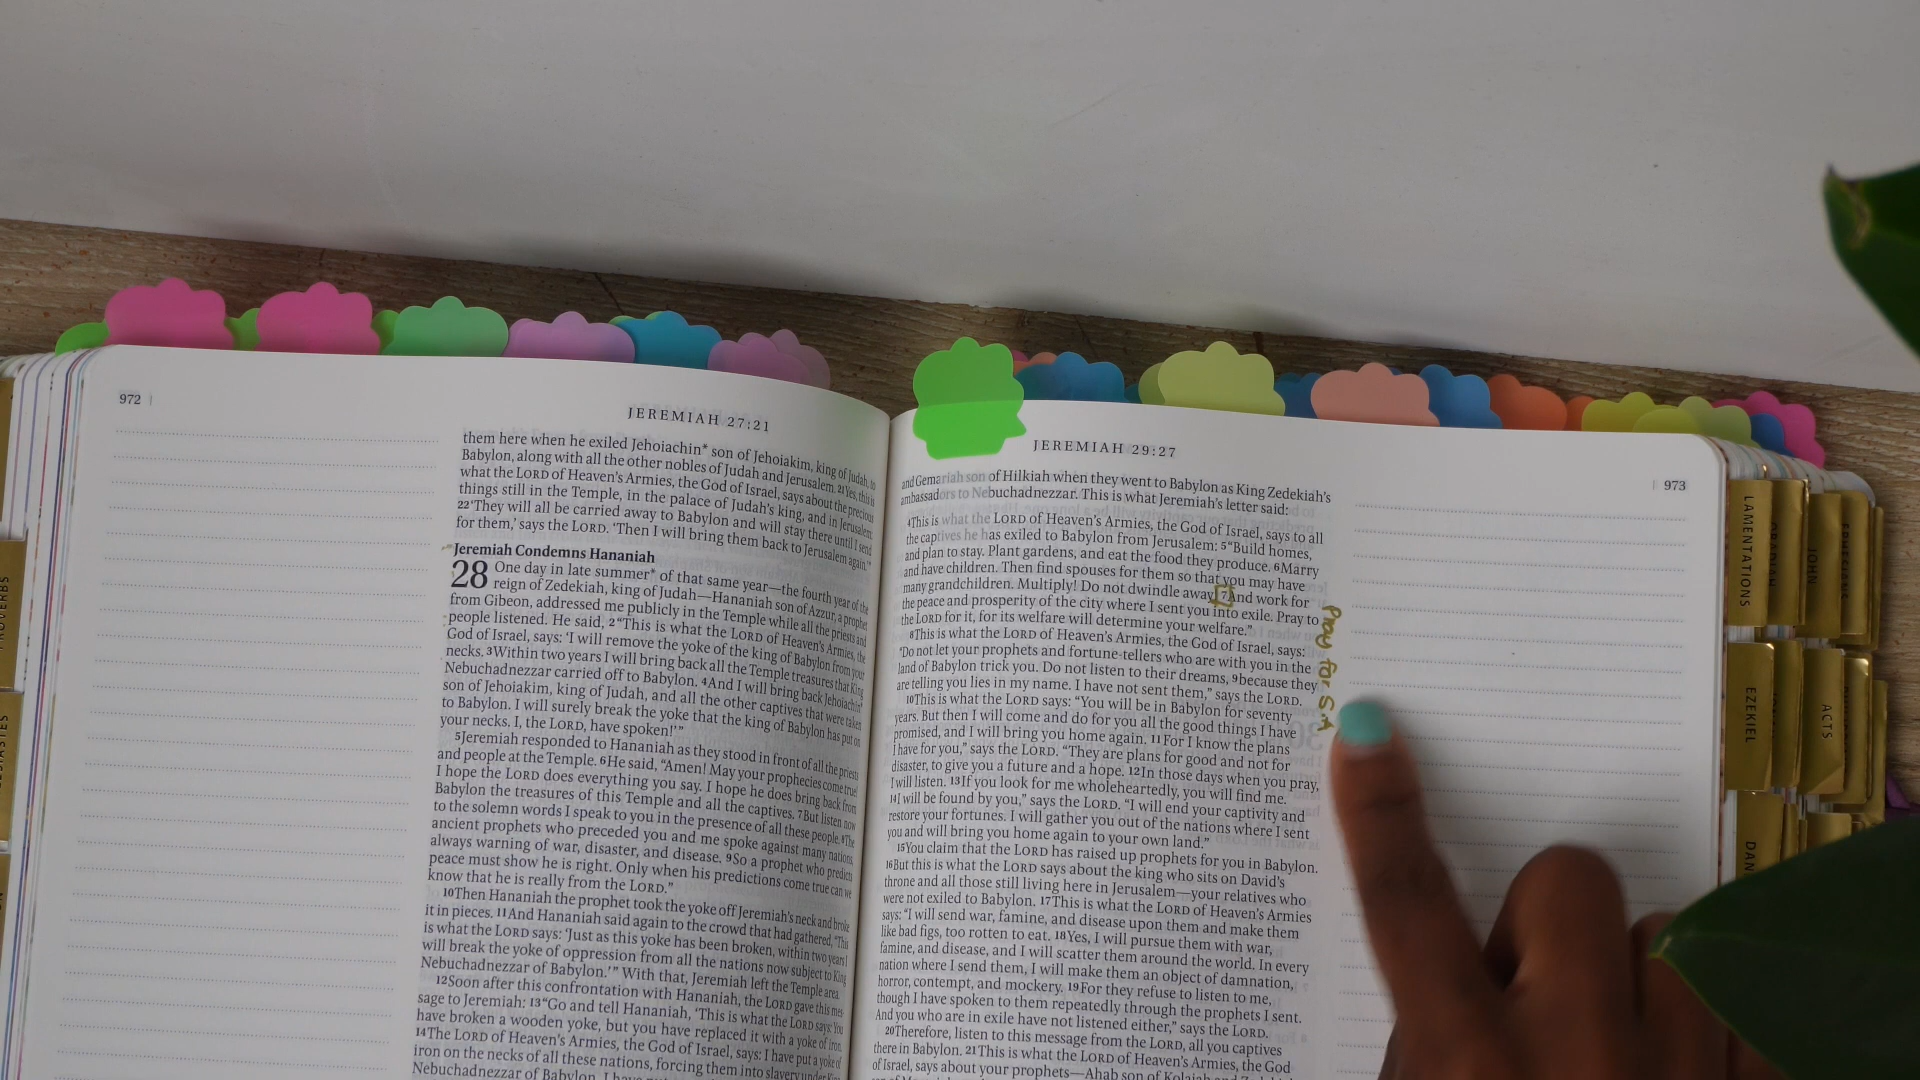 972
JEREMIAH 27:21
them here when he exiled Jehoiachin* son of Jehoiakim, king of Judah, to
Babylon, along with all the other nobles of Judah and Jerusalem. 21Yes, this is
what the LORD of Heaven's Armies, the God of Israel, says about the precious
things still in the Temple, in the palace of Judah's king, and in Jerusalem:
22'They will all be carried away to Babylon and will stay there until I send
for them,' says the LORD. 'Then I will bring them back to Jerusalem again.'"
Jeremiah Condemns Hananiah
28 One day in late summer* of that same year—the fourth year of the
reign of Zedekiah, king of Judah—Hananiah son of Azzur, a prophet
from Gibeon, addressed me publicly in the Temple while all the priests and
people listened. He said, 2"This is what the LORD of Heaven's Armies, the
God of Israel, says: 'I will remove the yoke of the king of Babylon from your
necks. 3Within two years I will bring back all the Temple treasures that King
Nebuchadnezzar carried off to Babylon. 4And I will bring back Jehoiachin*
son of Jehoiakim, king of Judah, and all the other captives that were taken
to Babylon. I will surely break the yoke that the king of Babylon has put on
your necks. I, the LORD, have spoken!'"
5Jeremiah responded to Hananiah as they stood in front of all the priests
and people at the Temple. 6He said, "Amen! May your prophecies come true!
I hope the LORD does everything you say. I hope he does bring back from
Babylon the treasures of this Temple and all the captives. 7But listen now
to the solemn words I speak to you in the presence of all these people. 8The
ancient prophets who preceded you and me spoke against many nations,
always warning of war, disaster, and disease. 9So a prophet who predicts
peace must show he is right. Only when his predictions come true can we
know that he is really from the LORD."
10Then Hananiah the prophet took the yoke off Jeremiah's neck and broke
it in pieces. 11And Hananiah said again to the crowd that had gathered, "This
is what the LORD says: 'Just as this yoke has been broken, within two years I
will break the yoke of oppression from all the nations now subject to King
Nebuchadnezzar of Babylon.'" With that, Jeremiah left the Temple area.
12Soon after this confrontation with Hananiah, the LORD gave this mes-
sage to Jeremiah: 13"Go and tell Hananiah, 'This is what the LORD says: You
have broken a wooden yoke, but you have replaced it with a yoke of iron.
14The LORD of Heaven's Armies, the God of Israel, says: I have put a yoke of
iron on the necks of all these nations, forcing them into slavery under King
Nebuchadnezzar of Babylon. I have
JEREMIAH 29:27
973
and Gemariah son of Hilkiah when they went to Babylon as King Zedekiah's
ambassadors to Nebuchadnezzar. This is what Jeremiah's letter said:
4This is what the LORD of Heaven's Armies, the God of Israel, says to all
the captives he has exiled to Babylon from Jerusalem: 5"Build homes,
and plan to stay. Plant gardens, and eat the food they produce. 6Marry
and have children. Then find spouses for them so that you may have
many grandchildren. Multiply! Do not dwindle away! 7And work for
the peace and prosperity of the city where I sent you into exile. Pray to
the LORD for it, for its welfare will determine your welfare."
8This is what the LORD of Heaven's Armies, the God of Israel, says:
"Do not let your prophets and fortune-tellers who are with you in the
land of Babylon trick you. Do not listen to their dreams, 9because they
are telling you lies in my name. I have not sent them," says the LORD.
10This is what the LORD says: "You will be in Babylon for seventy
years. But then I will come and do for you all the good things I have
promised, and I will bring you home again. 11For I know the plans
I have for you," says the LORD. "They are plans for good and not for
disaster, to give you a future and a hope. 12In those days when you pray,
I will listen. 13If you look for me wholeheartedly, you will find me.
14I will be found by you," says the LORD. "I will end your captivity and
restore your fortunes. I will gather you out of the nations where I sent
you and will bring you home again to your own land."
15You claim that the LORD has raised up prophets for you in Babylon.
16But this is what the LORD says about the king who sits on David's
throne and all those still living here in Jerusalem—your relatives who
were not exiled to Babylon. 17This is what the LORD of Heaven's Armies
says: "I will send war, famine, and disease upon them and make them
like bad figs, too rotten to eat. 18Yes, I will pursue them with war,
famine, and disease, and I will scatter them around the world. In every
nation where I send them, I will make them an object of damnation,
horror, contempt, and mockery. 19For they refuse to listen to me,
though I have spoken to them repeatedly through the prophets I sent.
And you who are in exile have not listened either," says the LORD.
20Therefore, listen to this message from the LORD, all you captives
there in Babylon. 21This is what the LORD of Heaven's Armies, the God
of Israel, says about your prophets—Ahab son of Kolaiah and
Pray for S.A
LAMENTATIONS
JOHN
EPHESIANS
EZEKIEL
ACTS
DAN